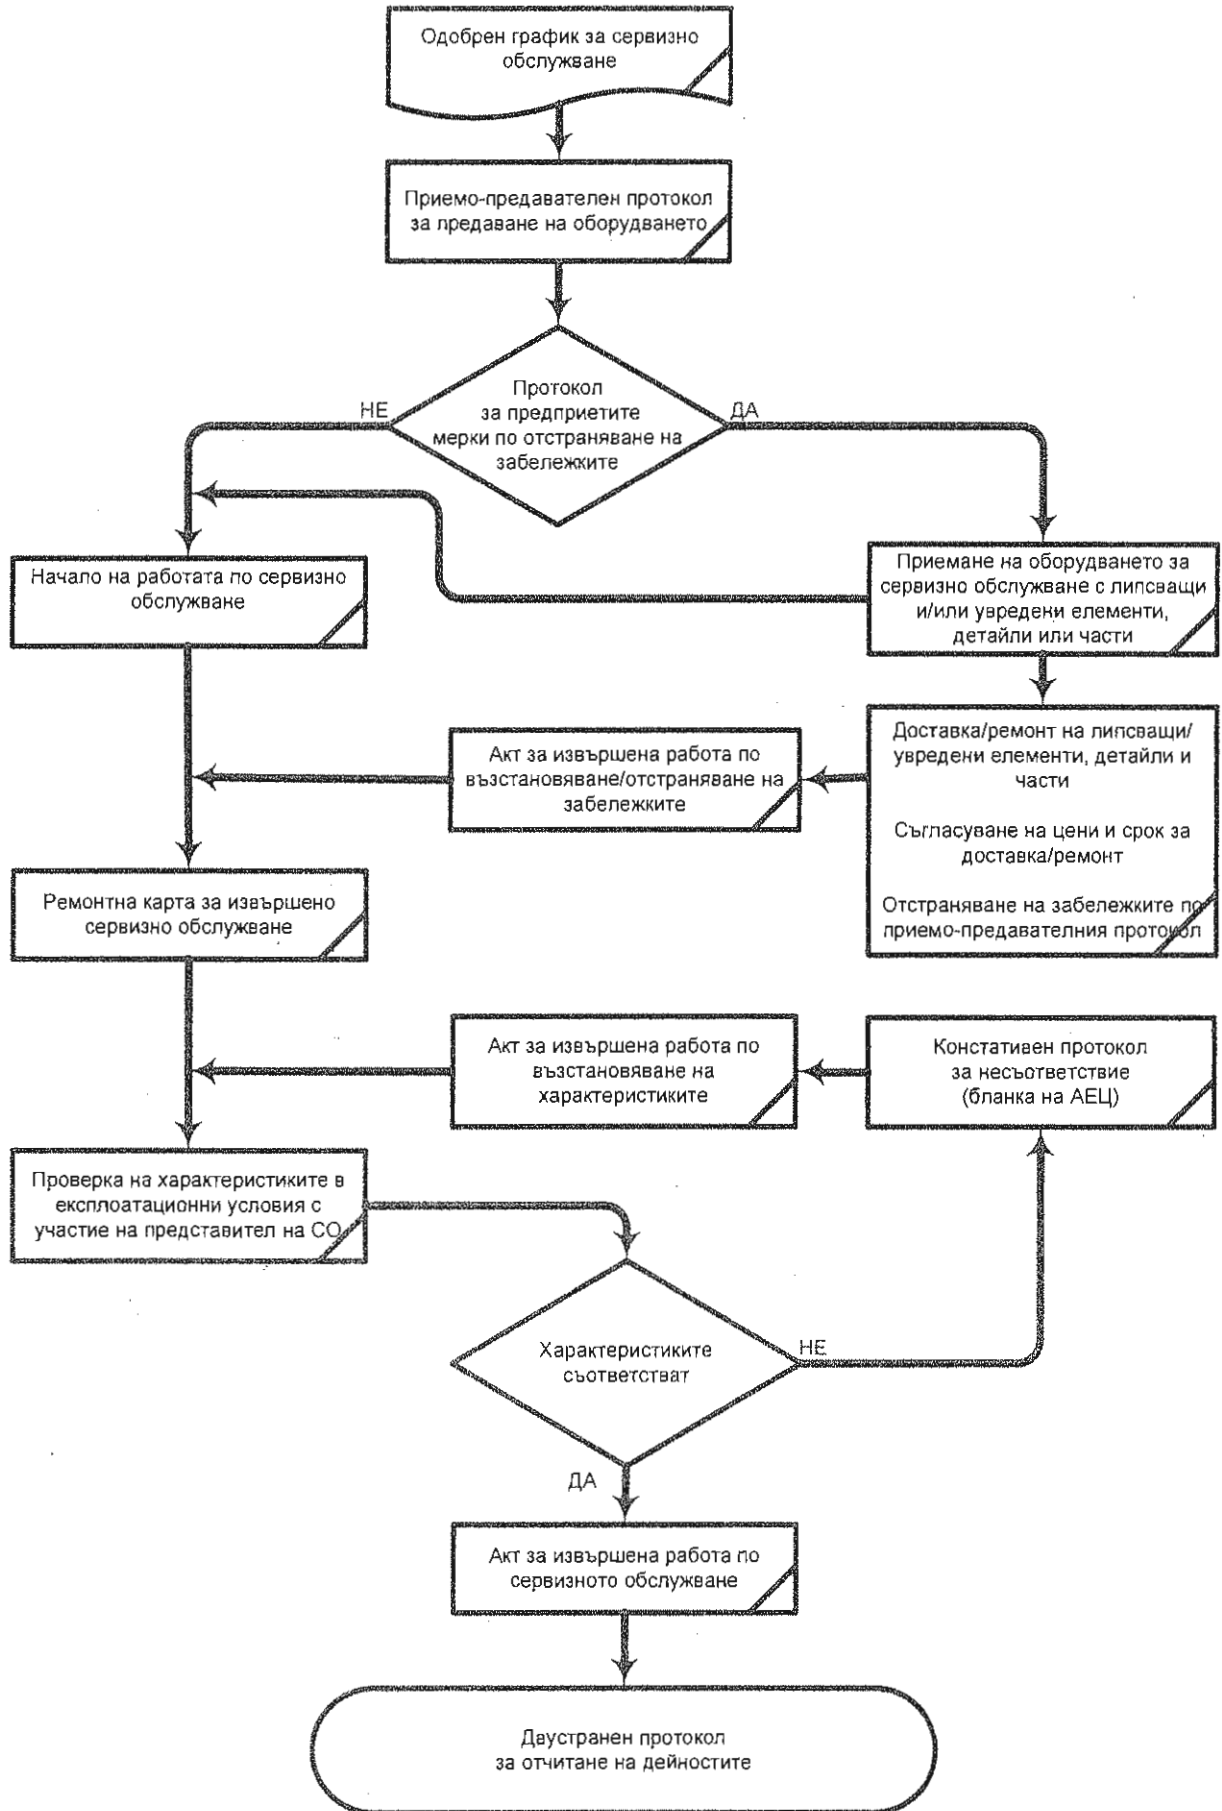 Одобрен график за сервизно
обслужване
Приемо-предавателен протокол
за предаване на оборудването
Протокол
за предприетите
мерки по отстраняване на
забележките
НЕ
ДА
Начало на работата по сервизно
обслужване
Приемане на оборудването за
сервизно обслужване с липсващи
и/или увредени елементи,
детайли или части
Акт за извършена работа по
възстановяване/отстраняване на
забележките
Доставка/ремонт на липсващи/
увредени елементи, детайли и
части
Съгласуване на цени и срок за
доставка/ремонт
Отстраняване на забележките по
приемо-предавателния протокол
Ремонтна карта за извършено
сервизно обслужване
Акт за извършена работа по
възстановяване на
характеристиките
Констативен протокол
за несъответствие
(бланка на АЕЦ)
Проверка на характеристиките в
експлоатационни условия с
участие на представител на СО
Характеристиките
съответстват
НЕ
ДА
Акт за извършена работа по
сервизното обслужване
Двустранен протокол
за отчитане на дейностите